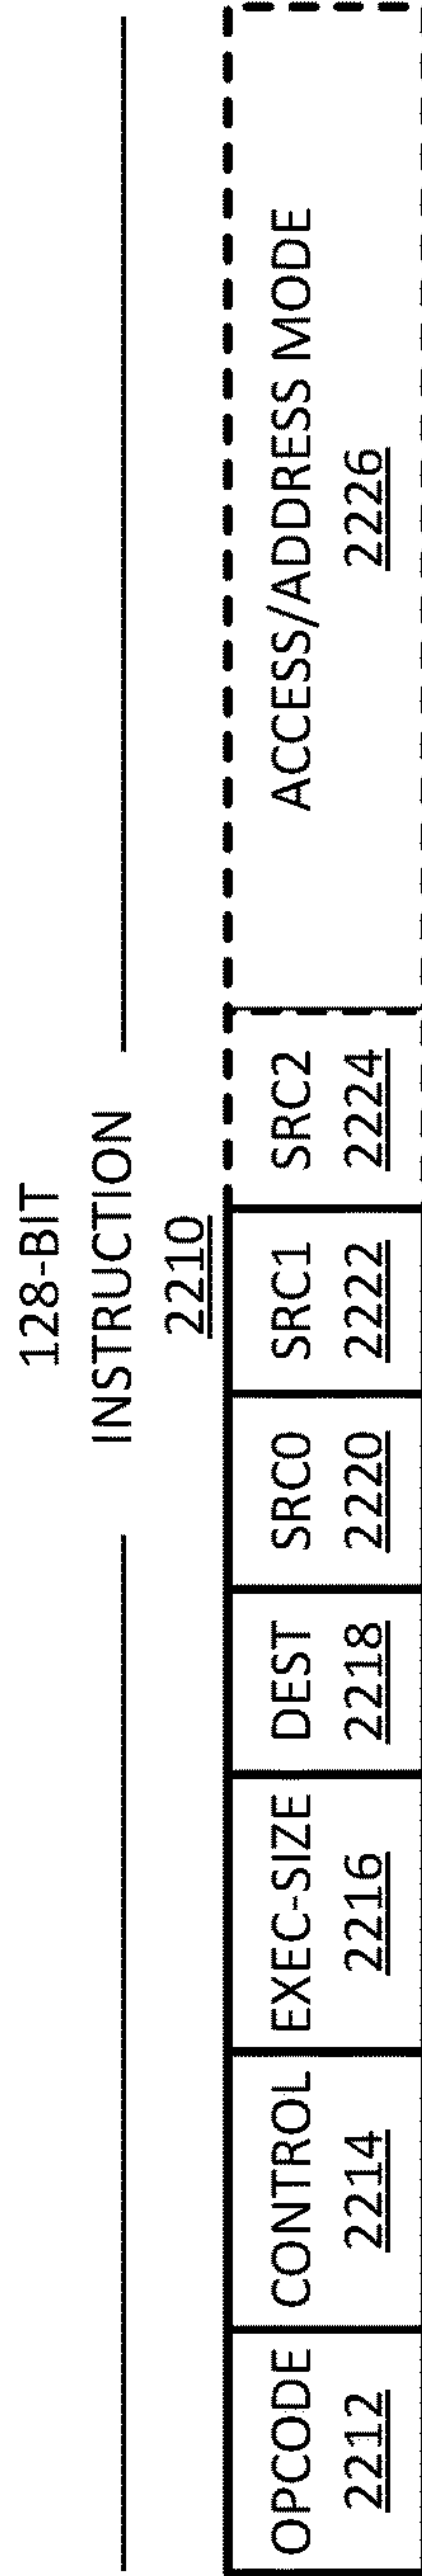 128-BIT
INSTRUCTION
2210
OPCODE
2212
CONTROL
2214
EXEC-SIZE
2216
DEST
2218
SRC0
2220
SRC1
2222
SRC2
2224
ACCESS/ADDRESS MODE
2226